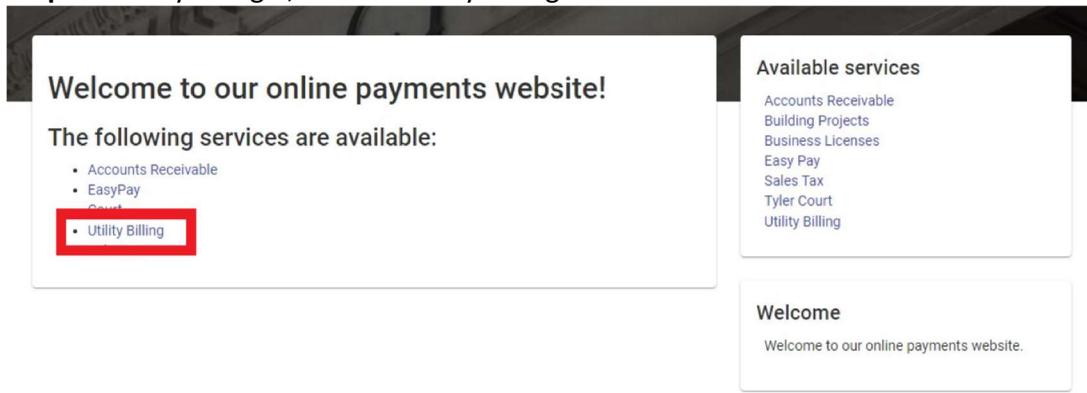 Welcome to our online payments website!
The following services are available:
Accounts Receivable
EasyPay
Utility Billing
Available services
Accounts Receivable
Building Projects
Business Licenses
Easy Pay
Sales Tax
Tyler Court
Utility Billing
Welcome
Welcome to our online payments website.